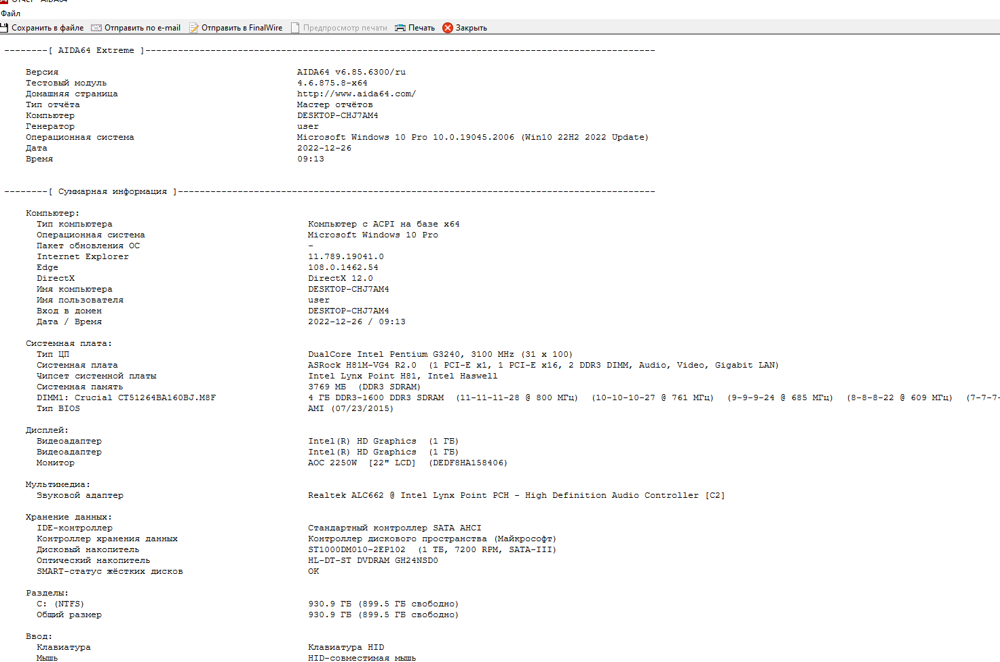 Отчёт - AIDA64
Файл
Сохранить в файле Отправить по e-mail Отправить в FinalWire Предпросмотр печати Печать Закрыть
--------[ AIDA64 Extreme ]----------------------------------------------------------------------------------------------
Версия AIDA64 v6.85.6300/ru
Тестовый модуль 4.6.875.8-x64
Домашняя страница http://www.aida64.com/
Тип отчёта Мастер отчётов
Компьютер DESKTOP-CHJ7AM4
Генератор user
Операционная система Microsoft Windows 10 Pro 10.0.19045.2006 (Win10 22H2 2022 Update)
Дата 2022-12-26
Время 09:13
--------[ Суммарная информация ]----------------------------------------------------------------------------------------
Компьютер:
Тип компьютера Компьютер с ACPI на базе x64
Операционная система Microsoft Windows 10 Pro
Пакет обновления ОС -
Internet Explorer 11.789.19041.0
Edge 108.0.1462.54
DirectX DirectX 12.0
Имя компьютера DESKTOP-CHJ7AM4
Имя пользователя user
Вход в домен DESKTOP-CHJ7AM4
Дата / Время 2022-12-26 / 09:13
Системная плата:
Тип ЦП DualCore Intel Pentium G3240, 3100 MHz (31 x 100)
Системная плата ASRock H81M-VG4 R2.0 (1 PCI-E x1, 1 PCI-E x16, 2 DDR3 DIMM, Audio, Video, Gigabit LAN)
Чипсет системной платы Intel Lynx Point H81, Intel Haswell
Системная память 3769 МБ (DDR3 SDRAM)
DIMM1: Crucial CT51264BA160BJ.M8F 4 ГБ DDR3-1600 DDR3 SDRAM (11-11-11-28 @ 800 МГц) (10-10-10-27 @ 761 МГц) (9-9-9-24 @ 685 МГц) (8-8-8-22 @ 609 МГц) (7-7-7-
Тип BIOS AMI (07/23/2015)
Дисплей:
Видеоадаптер Intel(R) HD Graphics (1 ГБ)
Видеоадаптер Intel(R) HD Graphics (1 ГБ)
Монитор AOC 2250W [22" LCD] (DEDF8HA158406)
Мультимедиа:
Звуковой адаптер Realtek ALC662 @ Intel Lynx Point PCH - High Definition Audio Controller [C2]
Хранение данных:
IDE-контроллер Стандартный контроллер SATA AHCI
Контроллер хранения данных Контроллер дискового пространства (Майкрософт)
Дисковый накопитель ST1000DM010-2EP102 (1 ТБ, 7200 RPM, SATA-III)
Оптический накопитель HL-DT-ST DVDRAM GH24NSD0
SMART-статус жёстких дисков OK
Разделы:
C: (NTFS) 930.9 ГБ (899.5 ГБ свободно)
Общий размер 930.9 ГБ (899.5 ГБ свободно)
Ввод:
Клавиатура Клавиатура HID
Мышь HID-совместимая мышь